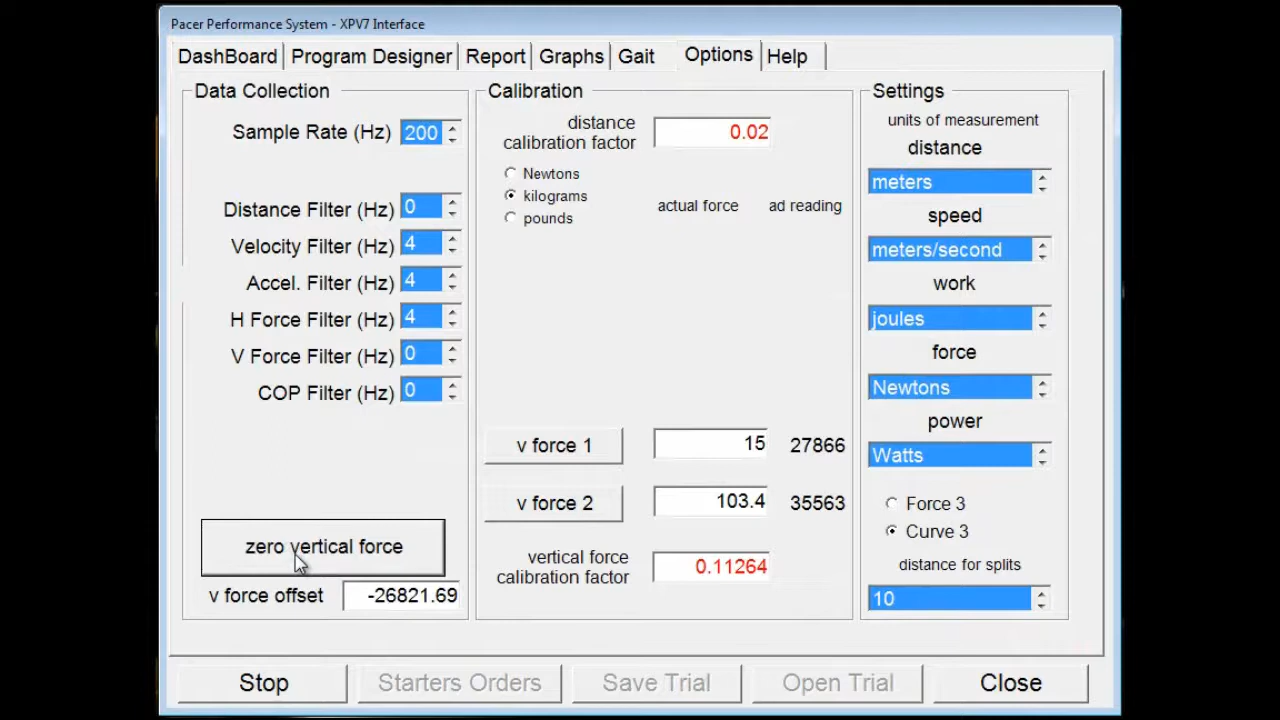 Pacer Performance System - XPV7 Interface
DashBoard Program Designer Report Graphs Gait Options Help
Data Collection
Sample Rate (Hz) 200
Distance Filter (Hz) 0
Velocity Filter (Hz) 4
Accel. Filter (Hz) 4
H Force Filter (Hz) 4
V Force Filter (Hz) 0
COP Filter (Hz) 0
zero vertical force
v force offset -26821.69
Calibration
distance
calibration factor 0.02
Newtons
kilograms
pounds
actual force ad reading
v force 1 15 27866
v force 2 103.4 35563
vertical force
calibration factor 0.11264
Settings
units of measurement
distance
meters
speed
meters/second
work
joules
force
Newtons
power
Watts
Force 3
Curve 3
distance for splits
10
Stop Starters Orders Save Trial Open Trial Close